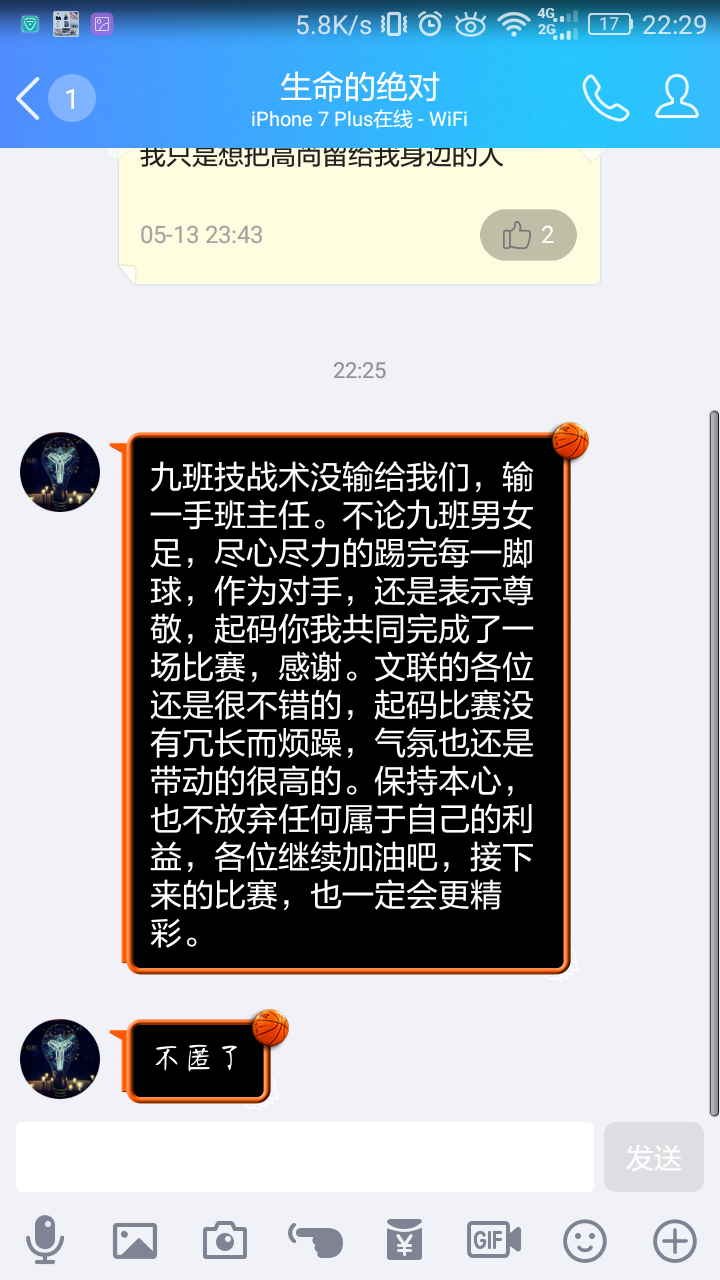 5.8K/s 4G 2G 17 22:29
1
生命的绝对
iPhone 7 Plus在线 - WiFi
我只是想把高尚留给我身边的人
05-13 23:43
2
22:25
九班技战术没输给我们，输
一手班主任。不论九班男女
足，尽心尽力的踢完每一脚
球，作为对手，还是表示尊
敬，起码你我共同完成了一
场比赛，感谢。文联的各位
还是很不错的，起码比赛没
有冗长而烦躁，气氛也还是
带动的很高的。保持本心，
也不放弃任何属于自己的利
益，各位继续加油吧，接下
来的比赛，也一定会更精
彩。
不匿了
发送
¥
GIF